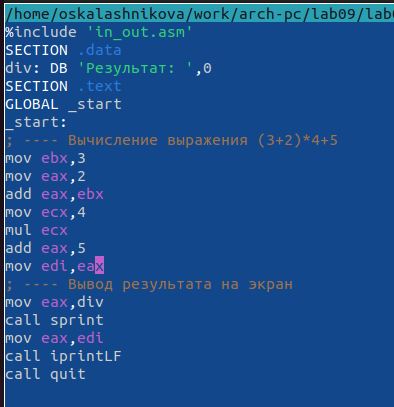 /home/oskalashnikova/work/arch-pc/lab09/lab
%include 'in_out.asm'
SECTION .data
div: DB 'Результат: ',0
SECTION .text
GLOBAL _start
_start:
; ---- Вычисление выражения (3+2)*4+5
mov ebx,3
mov eax,2
add eax,ebx
mov ecx,4
mul ecx
add eax,5
mov edi,eax
; ---- Вывод результата на экран
mov eax,div
call sprint
mov eax,edi
call iprintLF
call quit